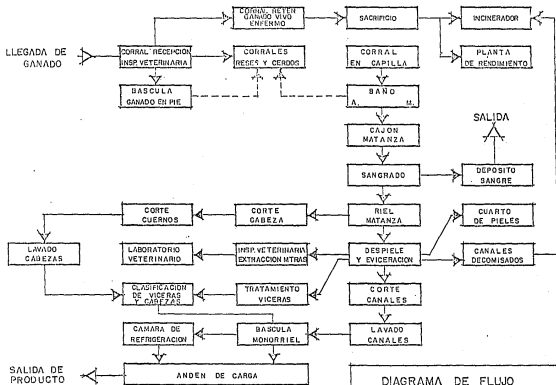 CORRAL RETEN
GANADO VIVO
ENFERMO
SACRIFICIO
INCINERADOR
LLEGADA DE
GANADO
CORRAL RECEPCION
INSP. VETERINARIA
CORRALES
RESES Y CERDOS
CORRAL
EN CAPILLA
PLANTA
DE RENDIMIENTO
BASCULA
GANADO EN PIE
BAÑO
A. M.
SALIDA
CAJON
MATANZA
SANGRADO
DEPOSITO
SANGRE
CORTE
CUERNOS
CORTE
CABEZA
RIEL
MATANZA
CUARTO
DE PIELES
LAVADO
CABEZAS
LABORATORIO
VETERINARIO
INSP. VETERINARIA
EXTRACCION MTRAS
DESPIELE
Y EVICERACION
CANALES
DECOMISADOS
CLASIFICACION
DE VICERAS
Y CABEZAS
TRATAMIENTO
VICERAS
CORTE
CANALES
CAMARA DE
REFRIGERACION
BASCULA
MONORRIEL
LAVADO
CANALES
SALIDA DE
PRODUCTO
ANDEN DE CARGA
DIAGRAMA DE FLUJO